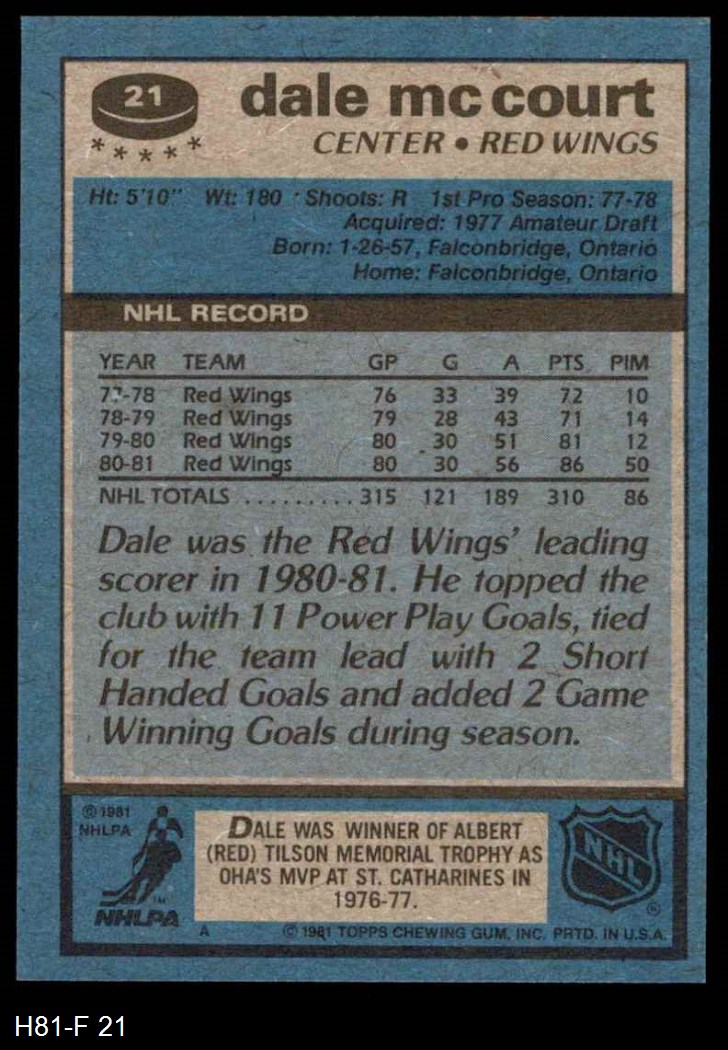 21
dale mc court
* * * * *
CENTER • RED WINGS
Ht: 5'10" Wt: 180 Shoots: R 1st Pro Season: 77-78
Acquired: 1977 Amateur Draft
Born: 1-26-57, Falconbridge, Ontario
Home: Falconbridge, Ontario
NHL RECORD
YEAR TEAM GP G A PTS PIM
77-78 Red Wings 76 33 39 72 10
78-79 Red Wings 79 28 43 71 14
79-80 Red Wings 80 30 51 81 12
80-81 Red Wings 80 30 56 86 50
NHL TOTALS .......... 315 121 189 310 86
Dale was the Red Wings' leading
scorer in 1980-81. He topped the
club with 11 Power Play Goals, tied
for the team lead with 2 Short
Handed Goals and added 2 Game
Winning Goals during season.
© 1981
NHLPA
TM
NHLPA
DALE WAS WINNER OF ALBERT
(RED) TILSON MEMORIAL TROPHY AS
OHA'S MVP AT ST. CATHARINES IN
1976-77.
NHL
®
A © 1981 TOPPS CHEWING GUM, INC. PRTD. IN U.S.A.
H81-F 21